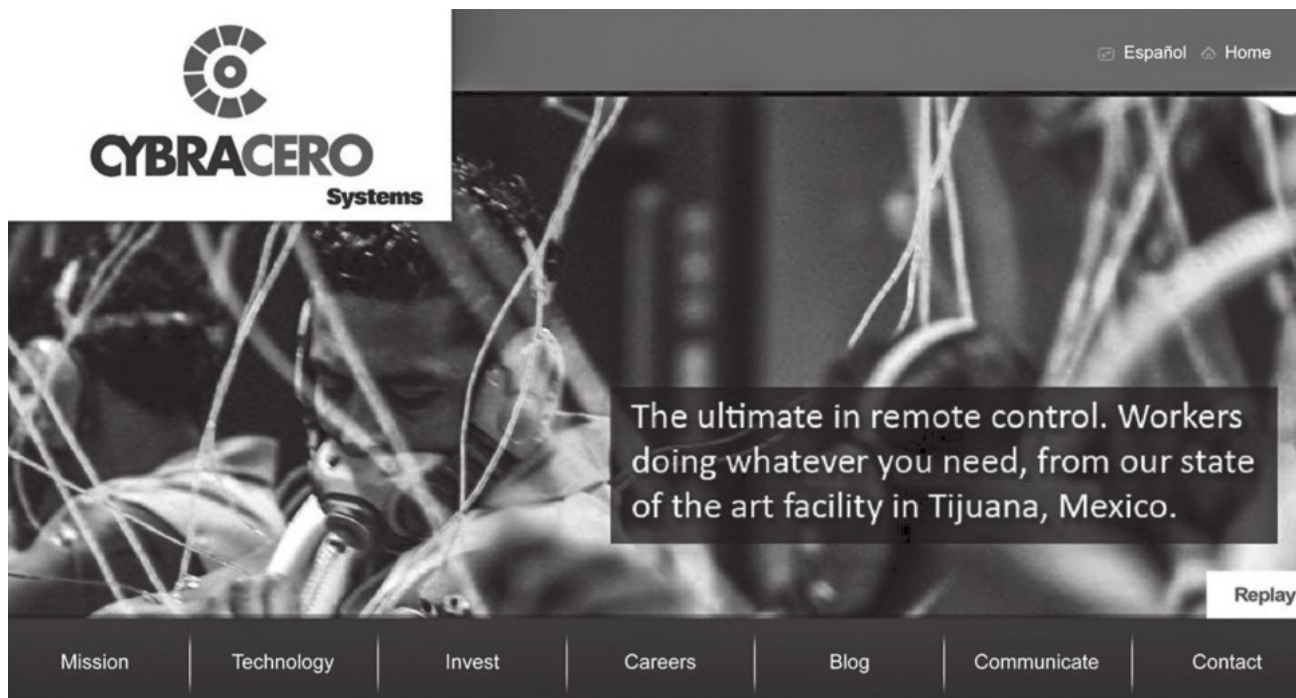 Español Home
CYBRACERO
Systems
The ultimate in remote control. Workers
doing whatever you need, from our state
of the art facility in Tijuana, Mexico.
Replay
Mission Technology Invest Careers Blog Communicate Contact